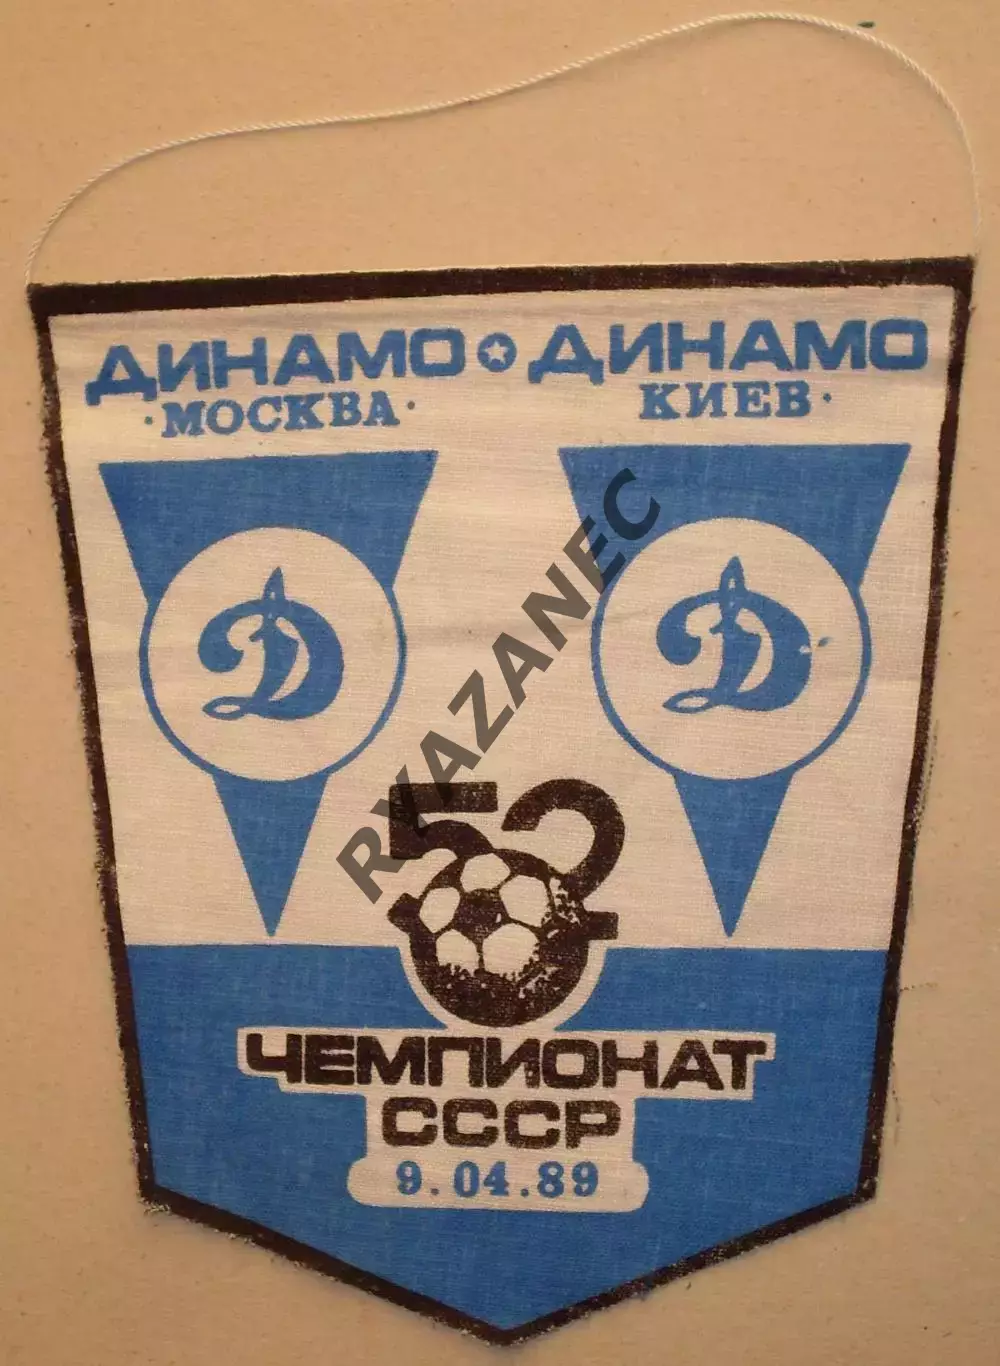 ДИНАМО ДИНАМО
·МОСКВА· КИЕВ·
Д Д
RYAZANEC
52
ЧЕМПИОНАТ
СССР
9.04.89